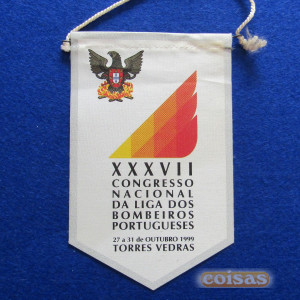 XXXVII
CONGRESSO
NACIONAL
DA LIGA DOS
BOMBEIROS
PORTUGUESES
27 a 31 de OUTUBRO 1999
TORRES VEDRAS
coisas